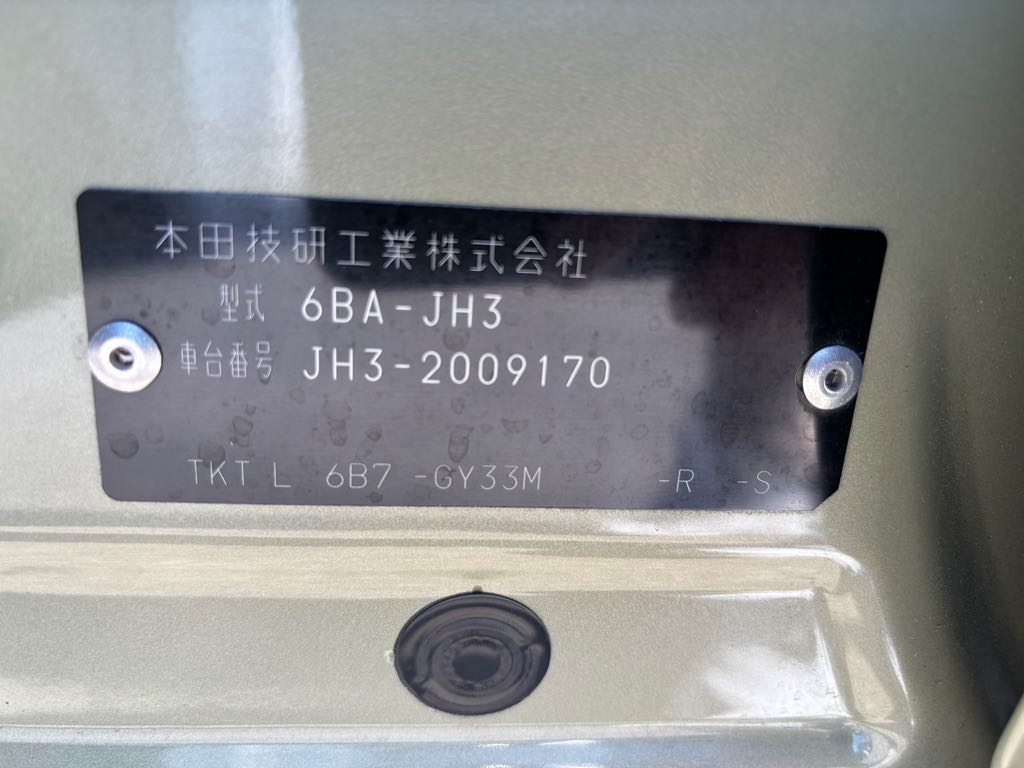 本田技研工業株式会社
型式 6BA-JH3
車台番号 JH3-2009170
TKT L 6B7 -GY33M -R -S